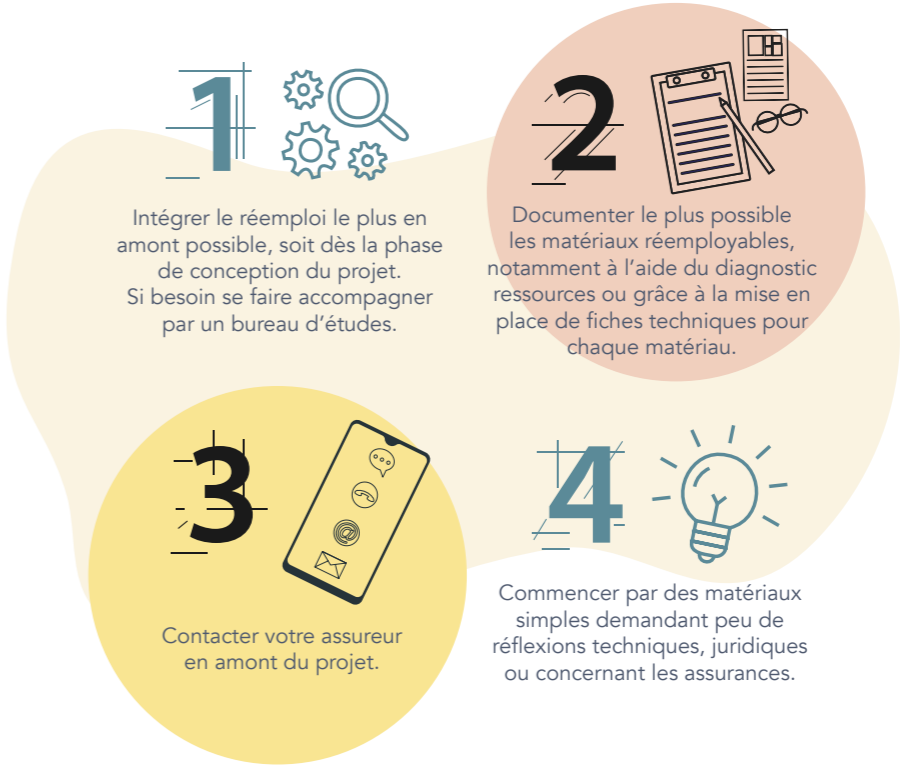 1
Intégrer le réemploi le plus en
amont possible, soit dès la phase
de conception du projet.
Si besoin se faire accompagner
par un bureau d'études.
2
Documenter le plus possible
les matériaux réemployables,
notamment à l'aide du diagnostic
ressources ou grâce à la mise en
place de fiches techniques pour
chaque matériau.
3
@
Contacter votre assureur
en amont du projet.
4
Commencer par des matériaux
simples demandant peu de
réflexions techniques, juridiques
ou concernant les assurances.